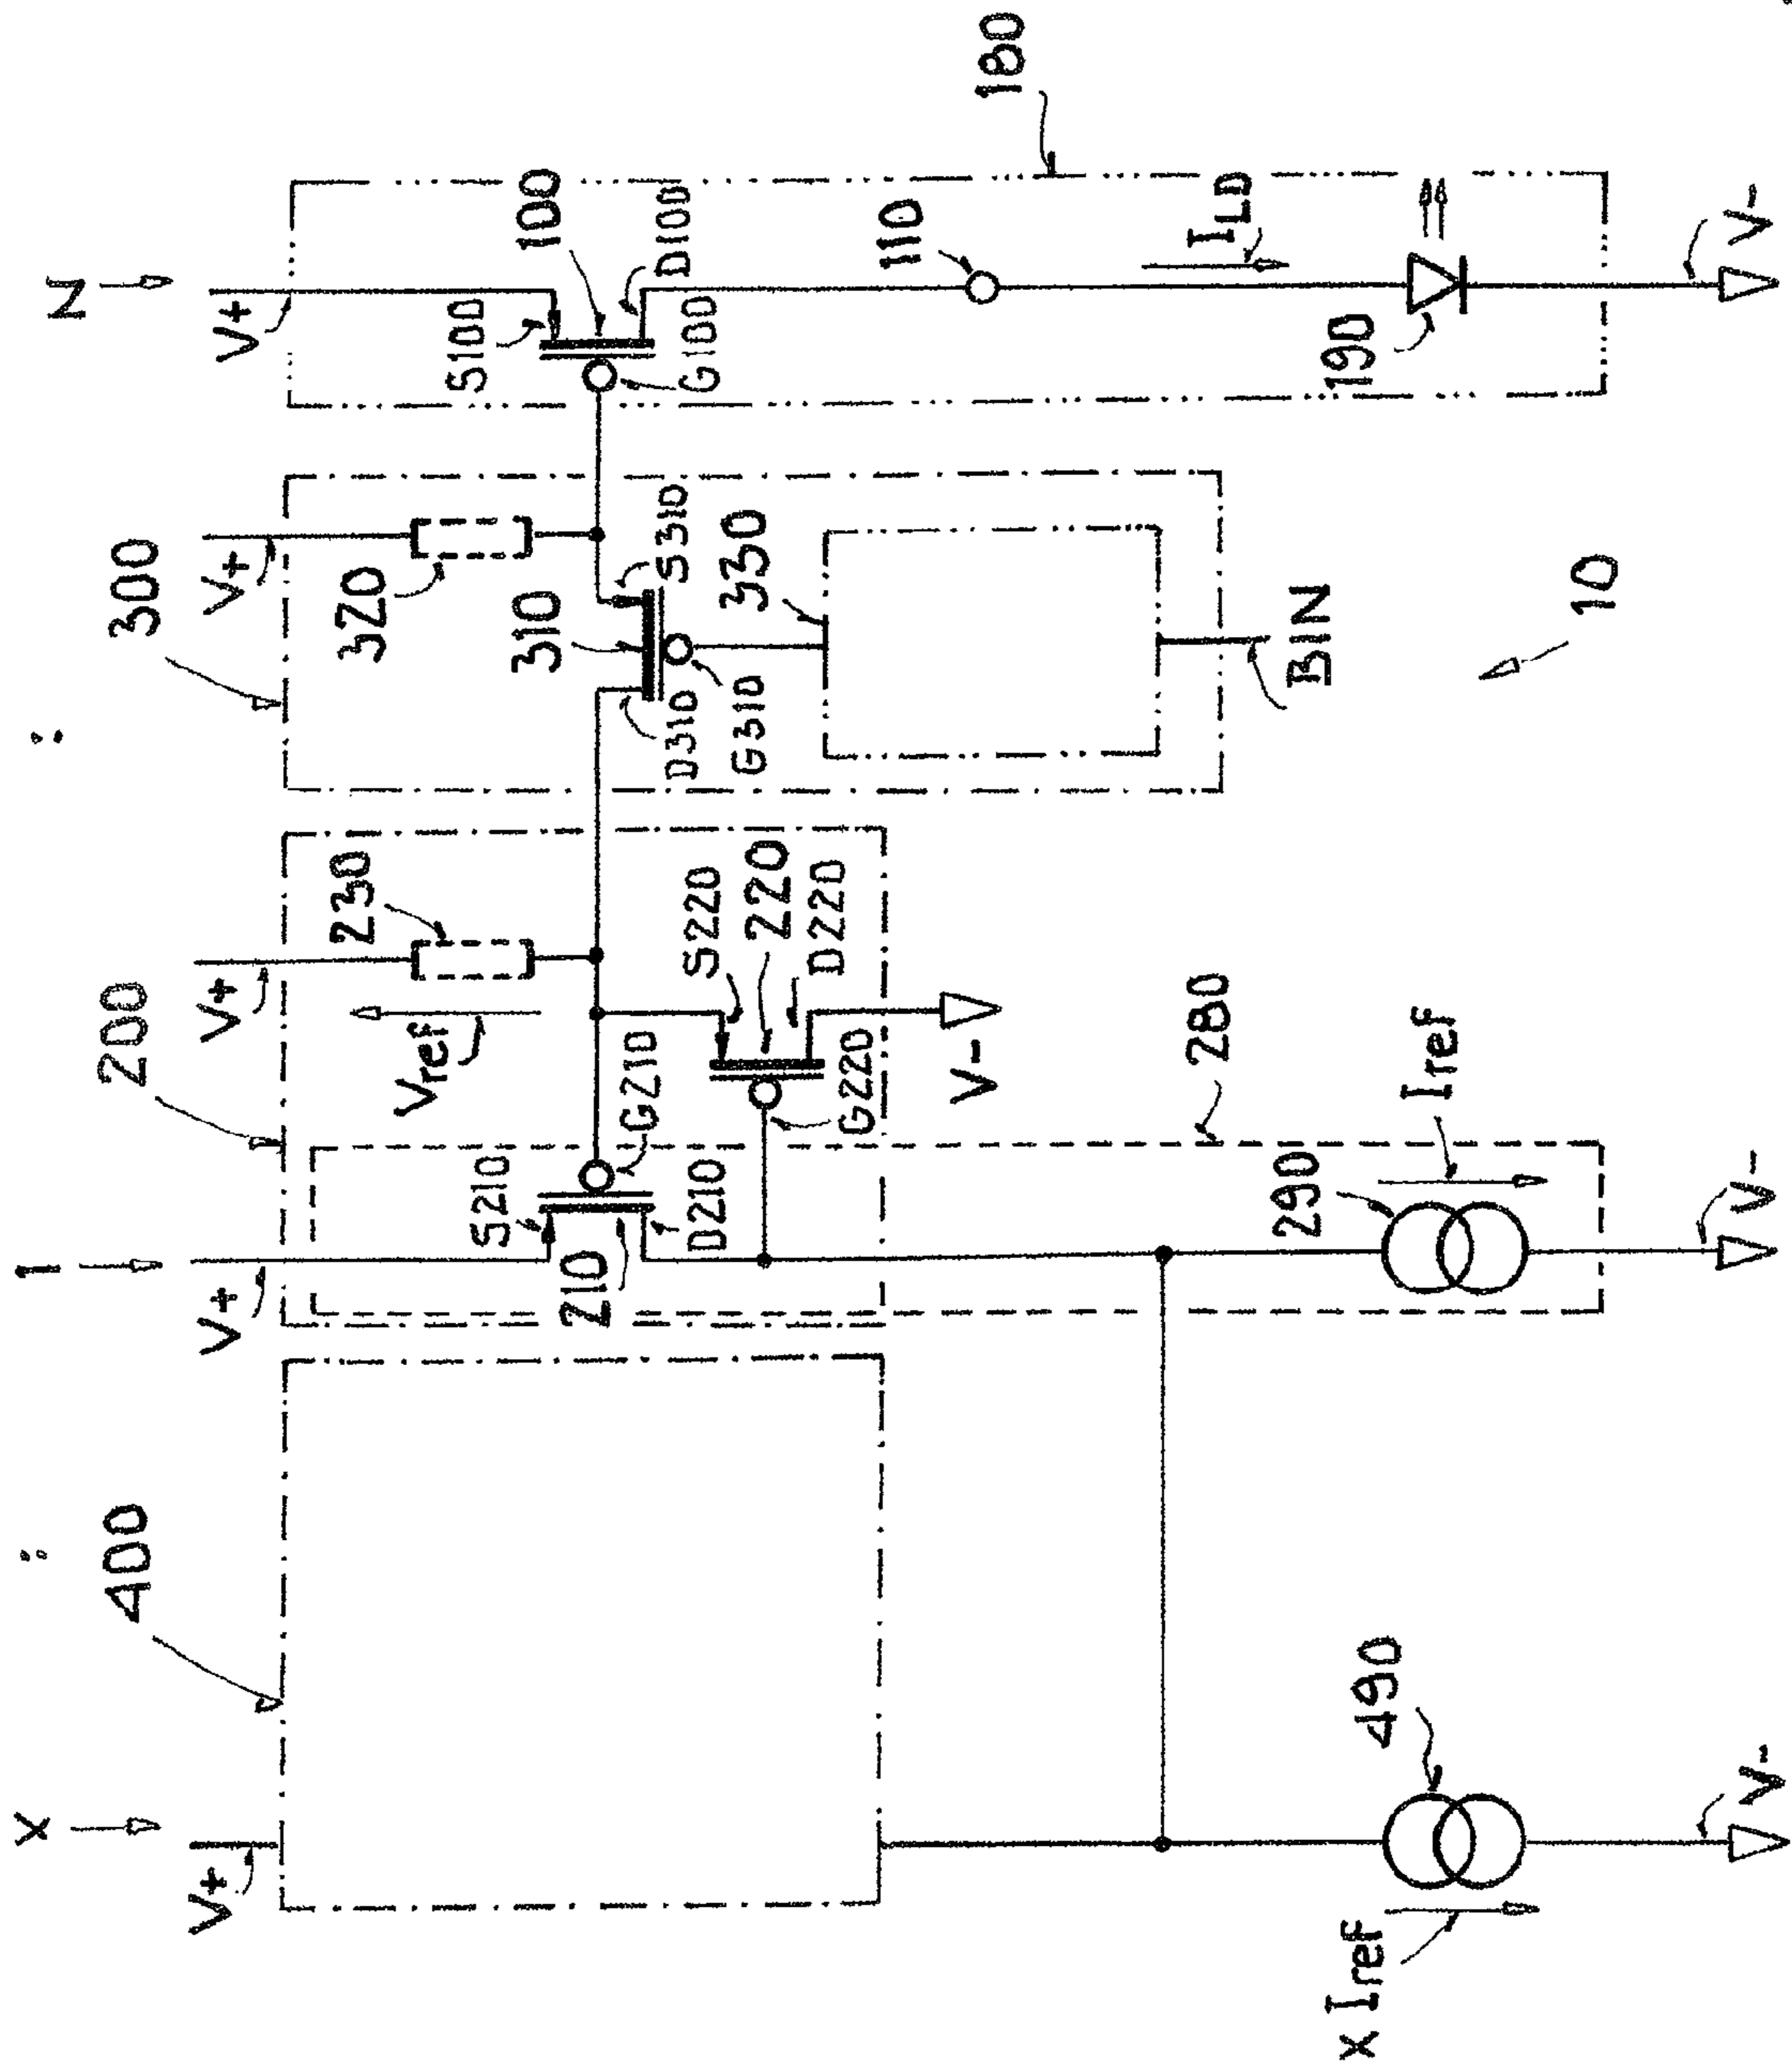 X : 1 : N
400
200
300
V+
V+
V+
V+
V+
Vref
230
320
S210
210
D210
G210
S220
220
D220
G220
V-
310
D310
S310
G310
330
S100
100
D100
G100
110
180
280
BIN
10
ILD
190
x Iref
490
290
Iref
V-
V-
V-